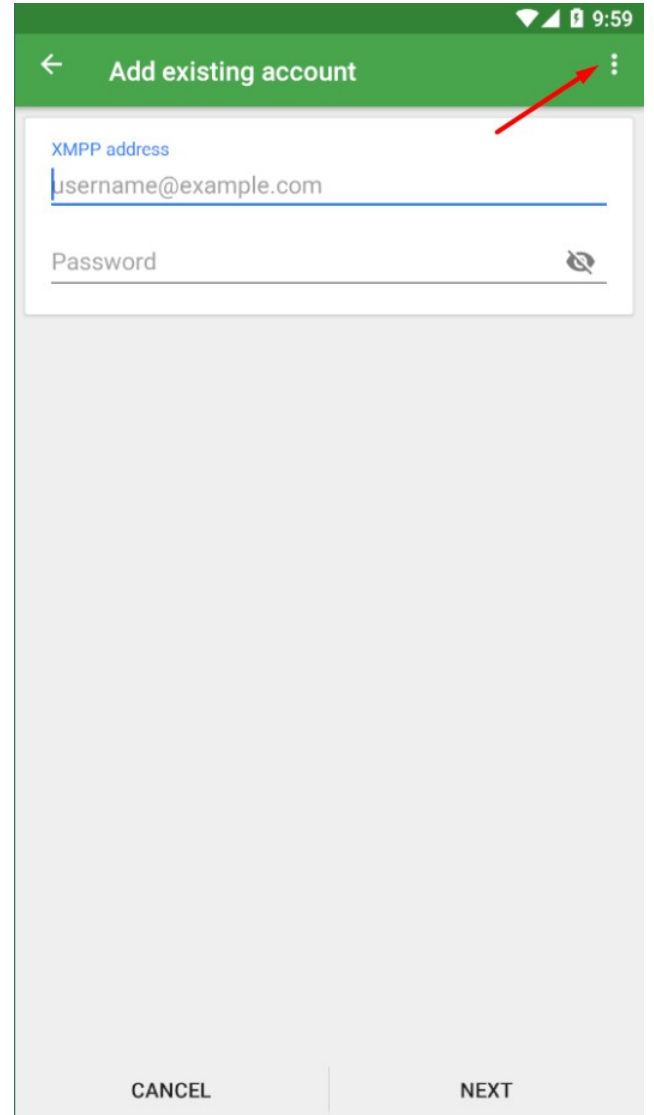 9:59
Add existing account
XMPP address
username@example.com
Password
CANCEL NEXT